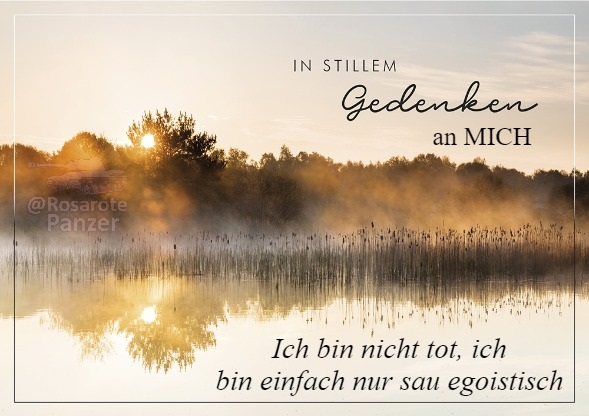 IN STILLEM
Gedenken
an MICH
@Rosarote
Panzer
Ich bin nicht tot, ich
bin einfach nur sau egoistisch